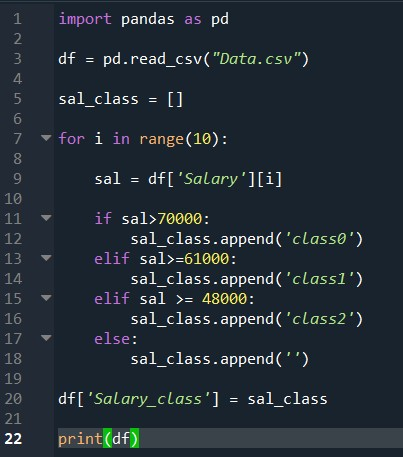 1 import pandas as pd
2
3 df = pd.read_csv("Data.csv")
4
5 sal_class = []
6
7 for i in range(10):
8
9     sal = df['Salary'][i]
10
11     if sal>70000:
12         sal_class.append('class0')
13     elif sal>=61000:
14         sal_class.append('class1')
15     elif sal >= 48000:
16         sal_class.append('class2')
17     else:
18         sal_class.append('')
19
20 df['Salary_class'] = sal_class
21
22 print(df)